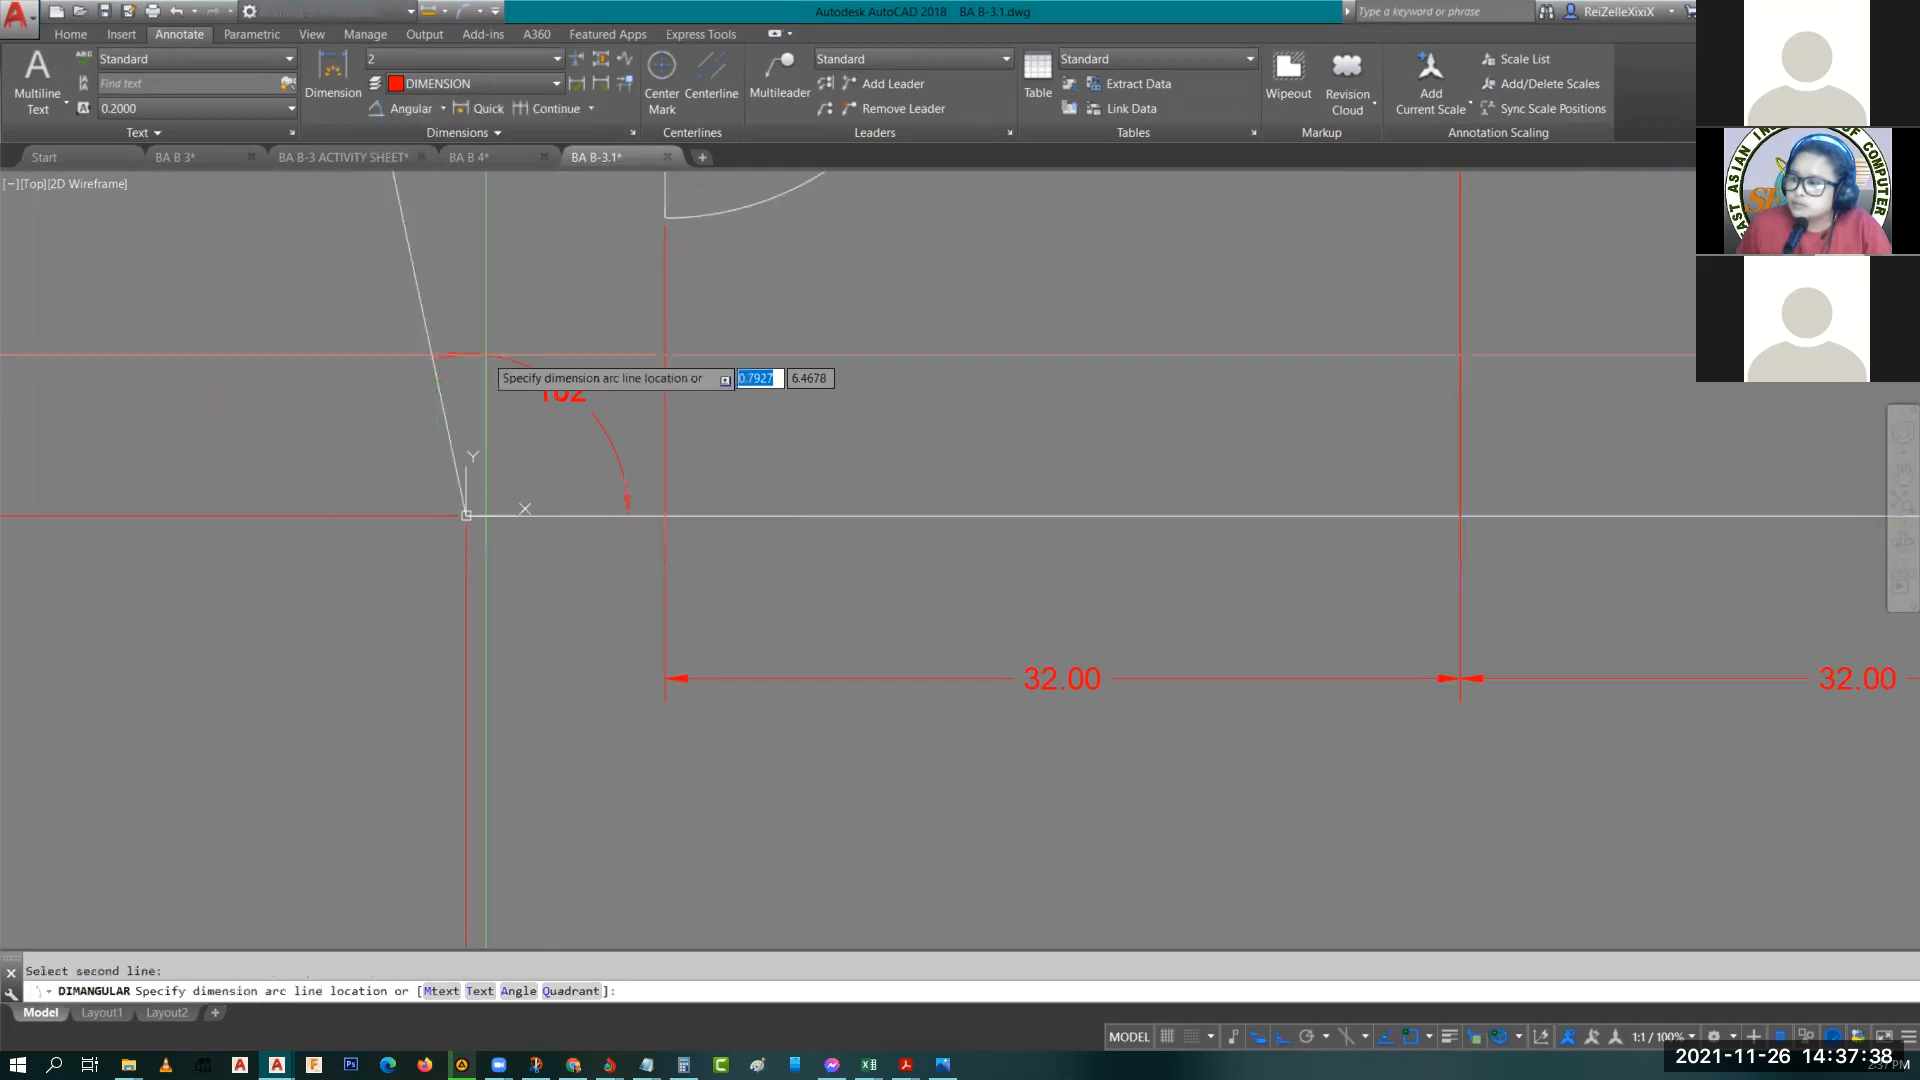 Autodesk AutoCAD 2018 BA B-3.1.dwg
Type a keyword or phrase
ReiZelleXixiX
Home Insert Annotate Parametric View Manage Output Add-ins A360 Featured Apps Express Tools
Multiline Text
ABC
Standard
Find text
0.2000
Text
Dimension
2
DIMENSION
Angular Quick Continue
Dimensions
Center Mark
Centerline
Centerlines
Multileader
Standard
Add Leader
Remove Leader
Leaders
Table
Standard
Extract Data
Link Data
Tables
Wipeout
Revision Cloud
Markup
Add Current Scale
Scale List
Add/Delete Scales
Sync Scale Positions
Annotation Scaling
Start BA B 3* BA B-3 ACTIVITY SHEET* BA B 4* BA B-3.1*
[−][Top][2D Wireframe]
Specify dimension arc line location or 0.7927 6.4678
102
Y
X
32.00
32.00
Select second line:
DIMANGULAR Specify dimension arc line location or [Mtext Text Angle Quadrant]:
Model Layout1 Layout2
MODEL
1:1 / 100%
2021-11-26 14:37:38